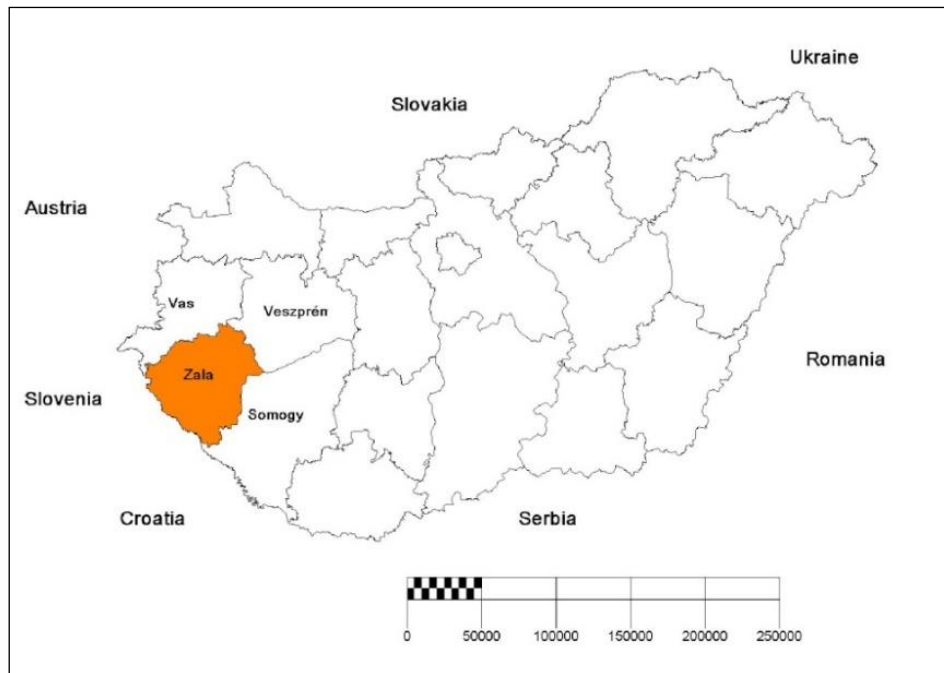 Ukraine
Slovakia
Austria
Vas
Veszprén
Romania
Zala
Slovenia
Somogy
Croatia
Serbia
0 50000 100000 150000 200000 250000